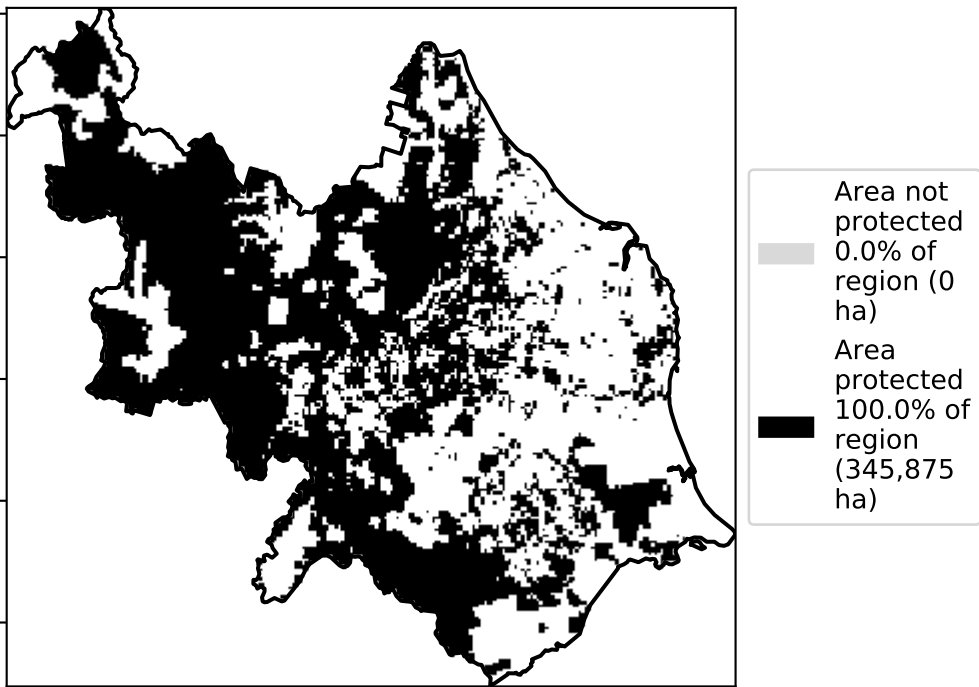 Area not
protected
0.0% of
region (0
ha)
Area
protected
100.0% of
region
(345,875
ha)